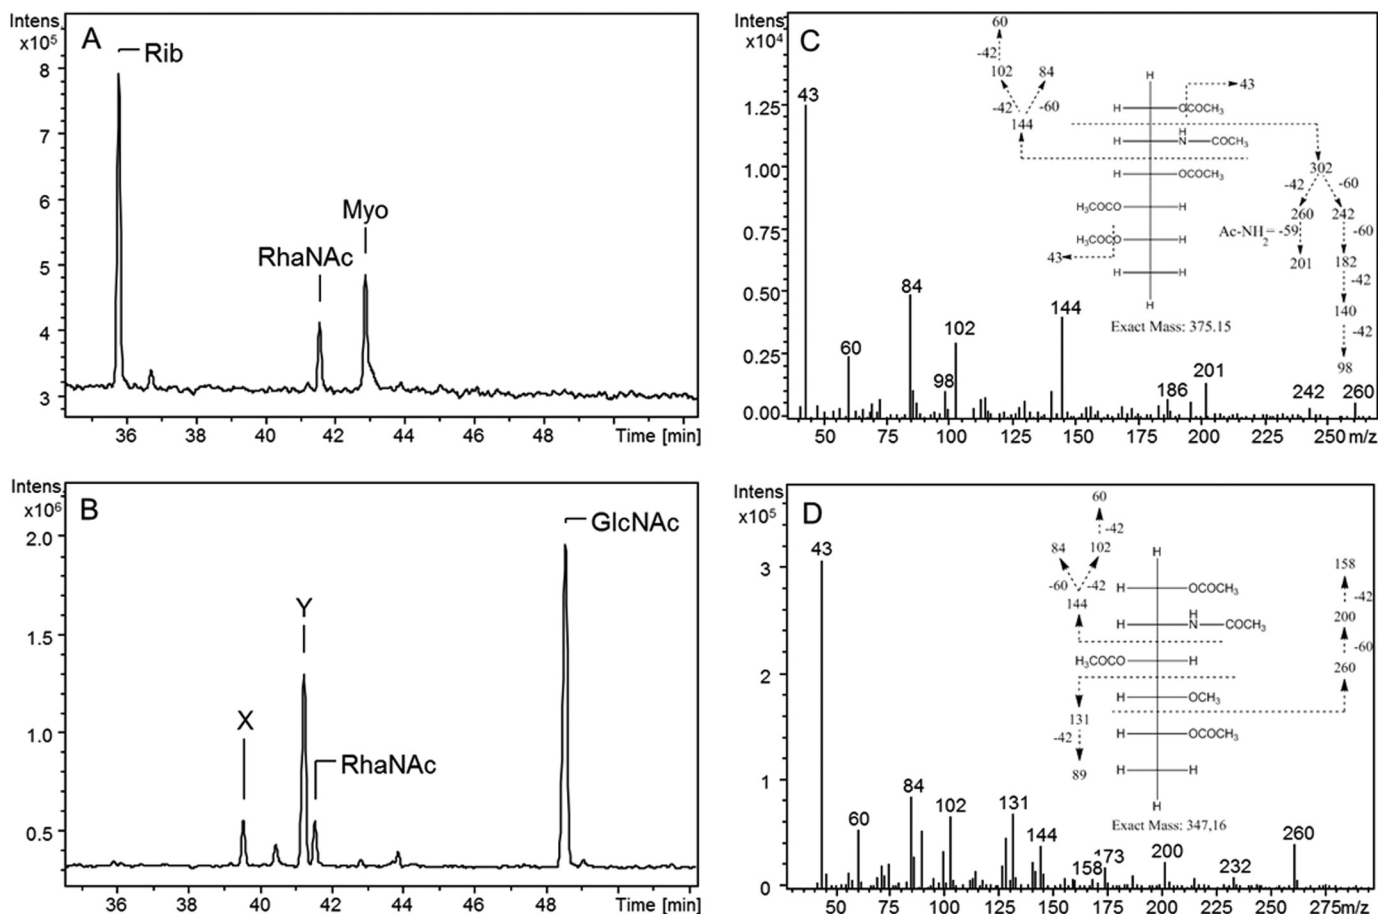 Intens
x10⁵
A
Rib
RhaNAc
Myo
8
7
6
5
4
3
36
38
40
42
44
46
48
Time [min]
Intens
x10⁶
B
X
Y
RhaNAc
GlcNAc
2.0
1.5
1.0
0.5
36
38
40
42
44
46
48
Time [min]
Intens
x10⁴
C
1.25
1.00
0.75
0.50
0.25
0.00
43
60
84
98
102
144
186
201
242
260
50
75
100
125
150
175
200
225
250
m/z
60
-42
102
84
-42
-60
144
H
H
OCOCH₃
43
H
H
N
COCH₃
H
OCOCH₃
H₃COCO
H
H₃COCO
H
43
H
H
H
Exact Mass: 375.15
302
-42
-60
260
242
Ac-NH₂= -59
-60
201
182
-42
140
-42
98
Intens
x10⁵
D
3
2
1
0
43
60
84
102
131
144
158
173
200
232
260
50
75
100
125
150
175
200
225
250
275
m/z
60
-42
84
102
-60
-42
144
H
H
OCOCH₃
H
H
N
COCH₃
H₃COCO
H
H
OCH₃
H
OCOCH₃
H
H
H
131
-42
89
158
-42
200
-60
260
Exact Mass: 347,16